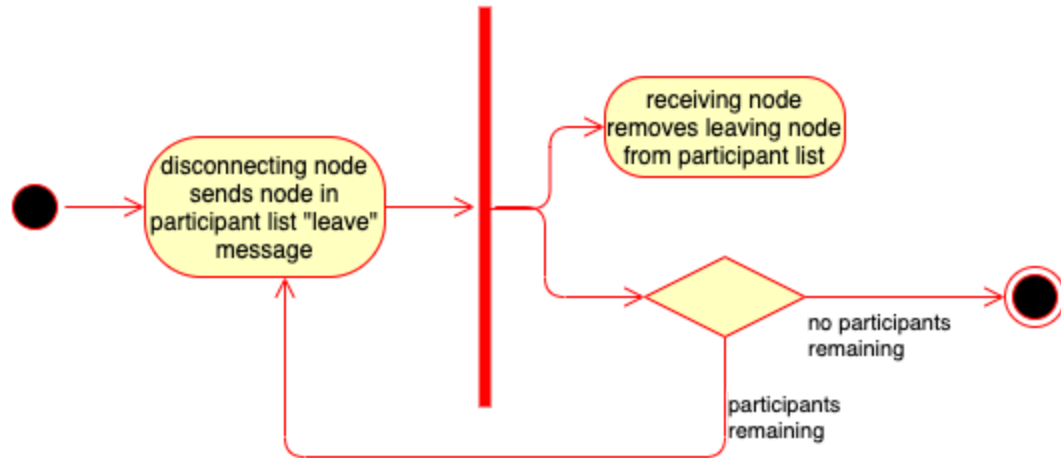 disconnecting node
sends node in
participant list "leave"
message
receiving node
removes leaving node
from participant list
no participants
remaining
participants
remaining